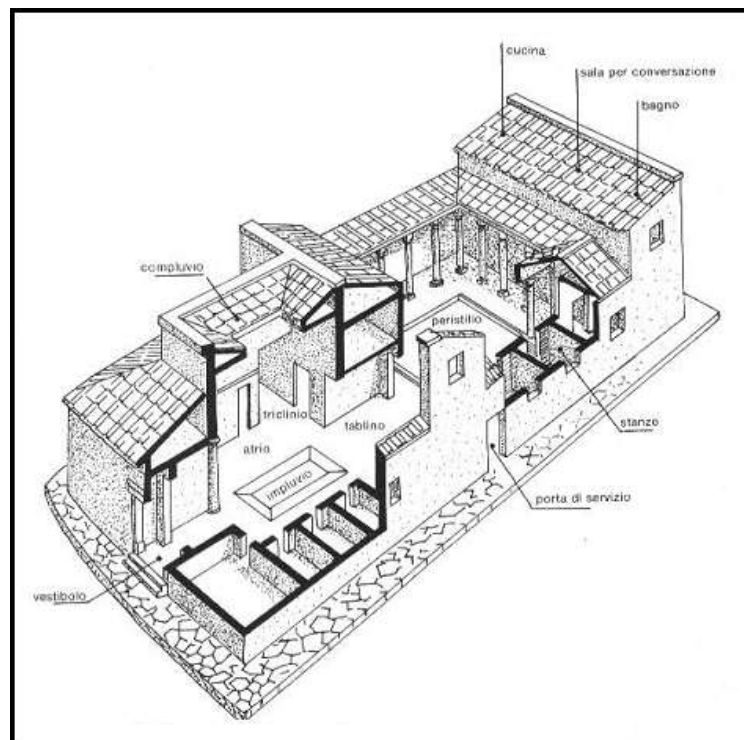 cucina
sala per conversazione
bagno
compluvio
peristilio
triclinio
tablino
stanze
atrio
impluvio
porta di servizio
vestibolo